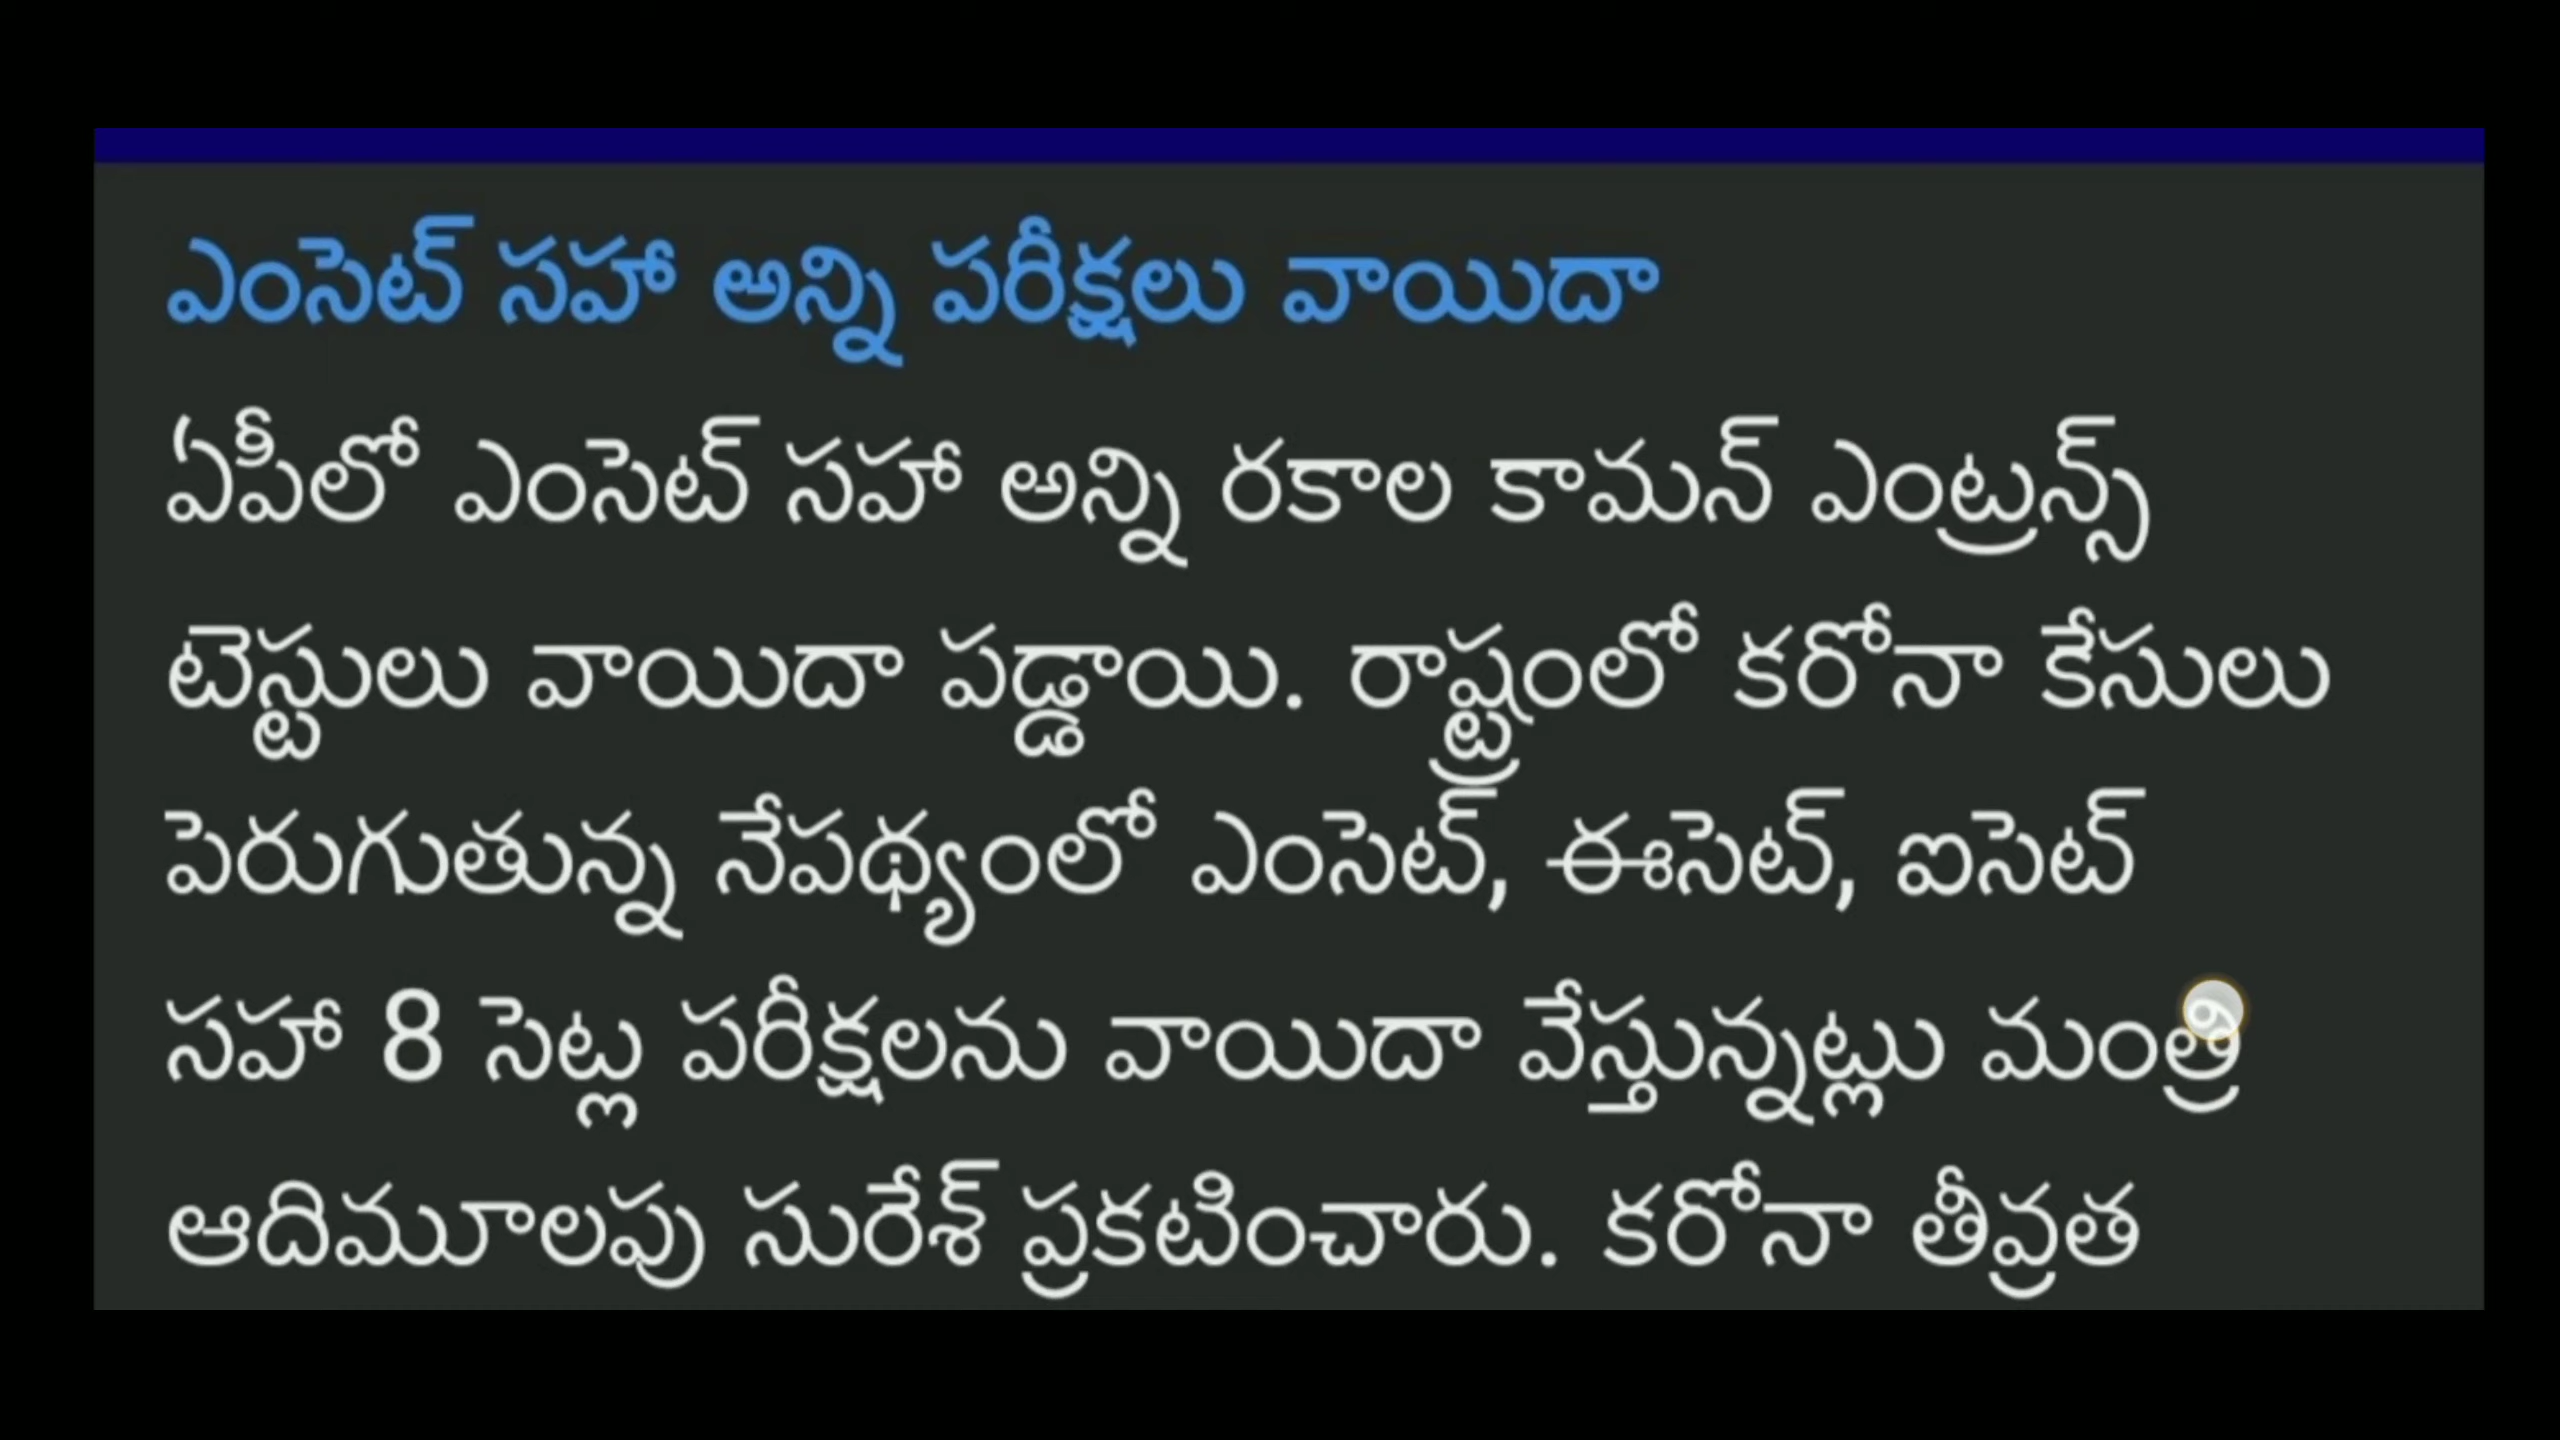 ఎంసెట్ సహా అన్ని పరీక్షలు వాయిదా
ఏపీలో ఎంసెట్ సహా అన్ని రకాల కామన్ ఎంట్రన్స్
టెస్టులు వాయిదా పడ్డాయి. రాష్ట్రంలో కరోనా కేసులు
పెరుగుతున్న నేపథ్యంలో ఎంసెట్, ఈసెట్, ఐసెట్
సహా 8 సెట్ల పరీక్షలను వాయిదా వేస్తున్నట్లు మంత్రి
ఆదిమూలపు సురేశ్ ప్రకటించారు. కరోనా తీవ్రత